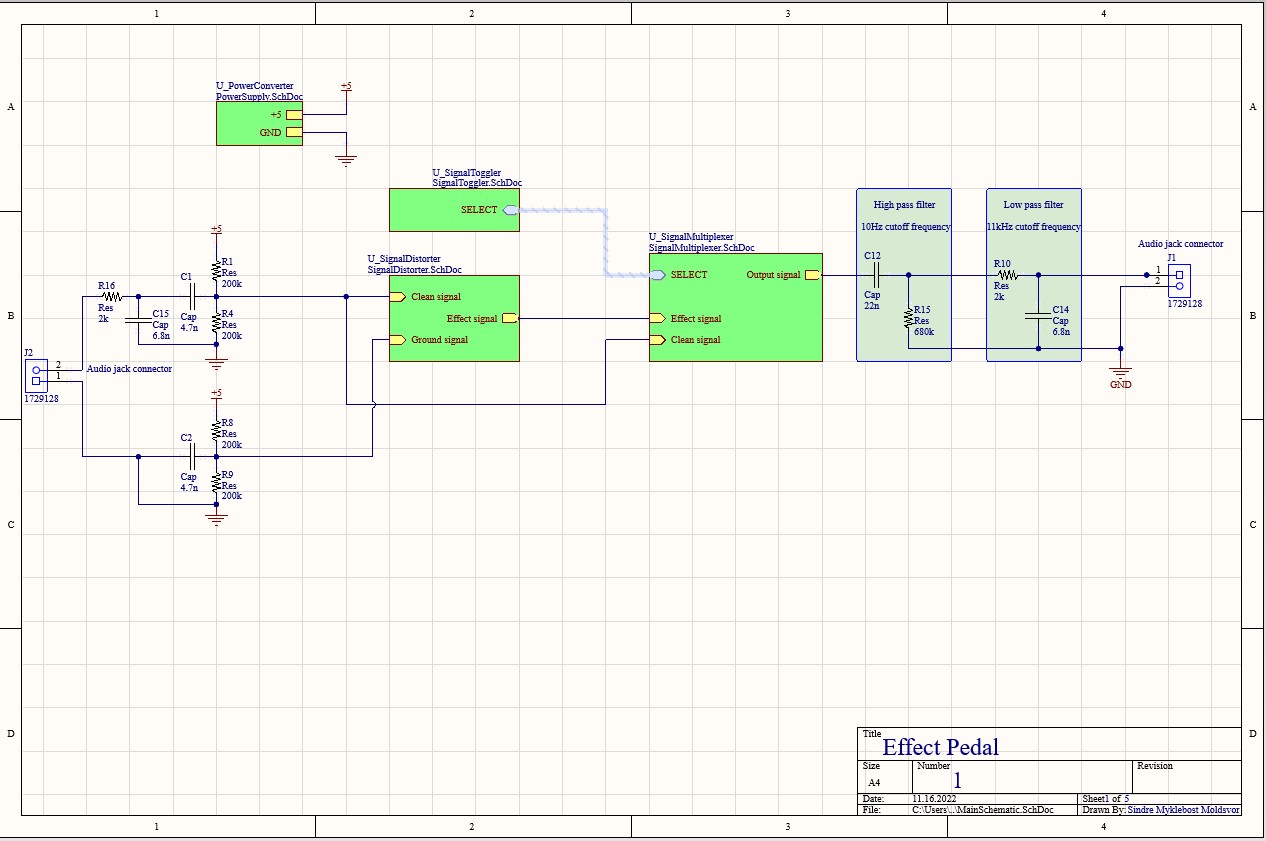 1 2 3 4
A A
U_PowerConverter
PowerSupply.SchDoc
+5
GND
+5
U_SignalToggler
SignalToggler.SchDoc
SELECT
U_SignalDistorter
SignalDistorter.SchDoc
Clean signal
Effect signal
Ground signal
U_SignalMultiplexer
SignalMultiplexer.SchDoc
SELECT
Output signal
Effect signal
Clean signal
High pass filter
10Hz cutoff frequency
C12
Cap
22n
R15
Res
680k
Low pass filter
11kHz cutoff frequency
R10
Res
2k
C14
Cap
6.8n
Audio jack connector
J1
1
2
1729128
GND
B B
+5
R1
Res
200k
C1
Cap
4.7n
R16
Res
2k
C15
Cap
6.8n
R4
Res
200k
J2
2
1
Audio jack connector
1729128
+5
R8
Res
200k
C2
Cap
4.7n
R9
Res
200k
C C
D D
Title
Effect Pedal
Size
A4
Number
1
Revision
Date: 11.16.2022 Sheet1 of 5
File: C:\Users\..\MainSchematic.SchDoc Drawn By: Sindre Myklebost Moldsvor
1 2 3 4